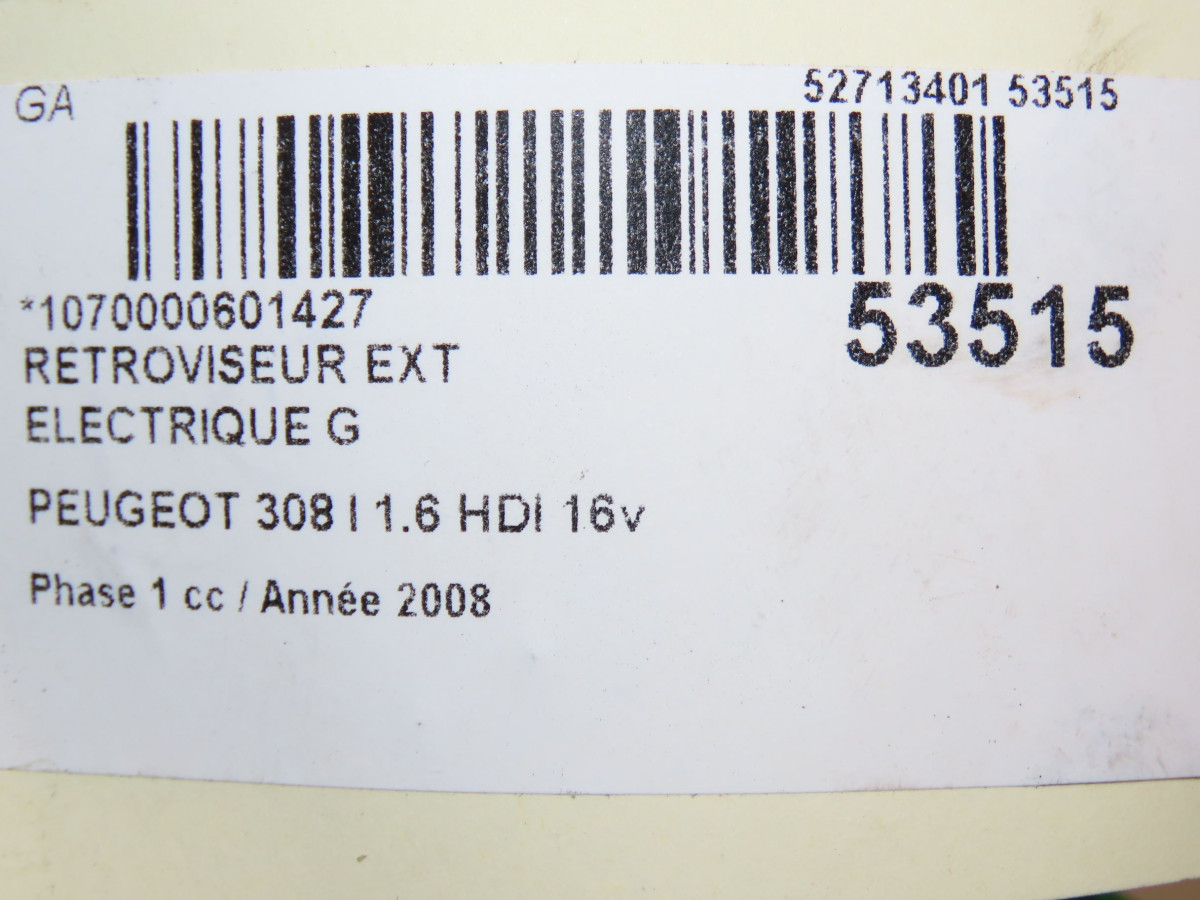 GA
52713401 53515
*1070000601427
53515
RETROVISEUR EXT
ELECTRIQUE G
PEUGEOT 308 I 1.6 HDI 16v
Phase 1 cc / Année 2008